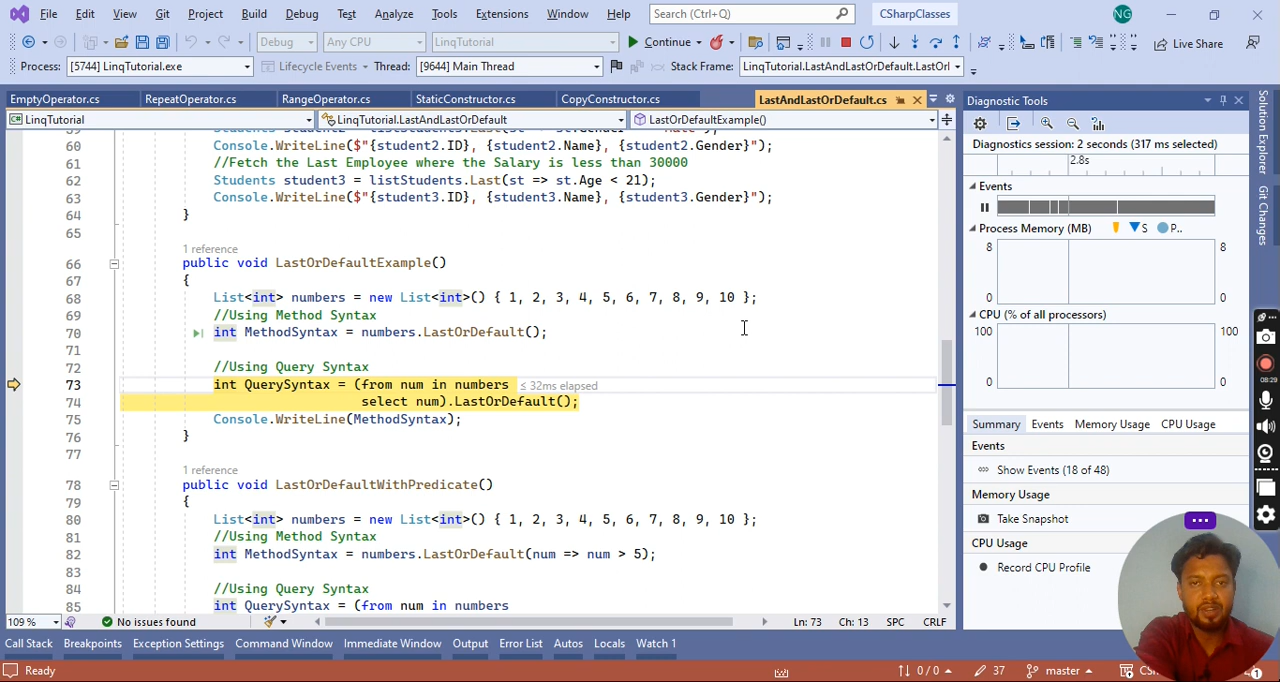 File Edit View Git Project Build Debug Test Analyze Tools Extensions Window Help Search (Ctrl+Q) CSharpClasses NG
Debug Any CPU LinqTutorial Continue Live Share
Process: [5744] LinqTutorial.exe Lifecycle Events Thread: [9644] Main Thread Stack Frame: LinqTutorial.LastAndLastOrDefault.LastOrl
EmptyOperator.cs RepeatOperator.cs RangeOperator.cs StaticConstructor.cs CopyConstructor.cs LastAndLastOrDefault.cs
LinqTutorial LinqTutorial.LastAndLastOrDefault LastOrDefaultExample()
60 Console.WriteLine($"{student2.ID}, {student2.Name}, {student2.Gender}");
61 //Fetch the Last Employee where the Salary is less than 30000
62 Students student3 = listStudents.Last(st => st.Age < 21);
63 Console.WriteLine($"{student3.ID}, {student3.Name}, {student3.Gender}");
64 }
65
1 reference
66 public void LastOrDefaultExample()
67 {
68 List<int> numbers = new List<int>() { 1, 2, 3, 4, 5, 6, 7, 8, 9, 10 };
69 //Using Method Syntax
70 int MethodSyntax = numbers.LastOrDefault();
71
72 //Using Query Syntax
73 int QuerySyntax = (from num in numbers ≤ 32ms elapsed
74 select num).LastOrDefault();
75 Console.WriteLine(MethodSyntax);
76 }
77
1 reference
78 public void LastOrDefaultWithPredicate()
79 {
80 List<int> numbers = new List<int>() { 1, 2, 3, 4, 5, 6, 7, 8, 9, 10 };
81 //Using Method Syntax
82 int MethodSyntax = numbers.LastOrDefault(num => num > 5);
83
84 //Using Query Syntax
85 int QuerySyntax = (from num in numbers
109 % No issues found Ln: 73 Ch: 13 SPC CRLF
Call Stack Breakpoints Exception Settings Command Window Immediate Window Output Error List Autos Locals Watch 1
Ready 0 / 0 37 master 1
Diagnostic Tools
Diagnostics session: 2 seconds (317 ms selected)
2.8s
Events
Process Memory (MB) S P..
8 8
0 0
CPU (% of all processors)
100 100
0 0
Summary Events Memory Usage CPU Usage
Events
Show Events (18 of 48)
Memory Usage
Take Snapshot
CPU Usage
Record CPU Profile
Solution Explorer
Git Changes
08:29